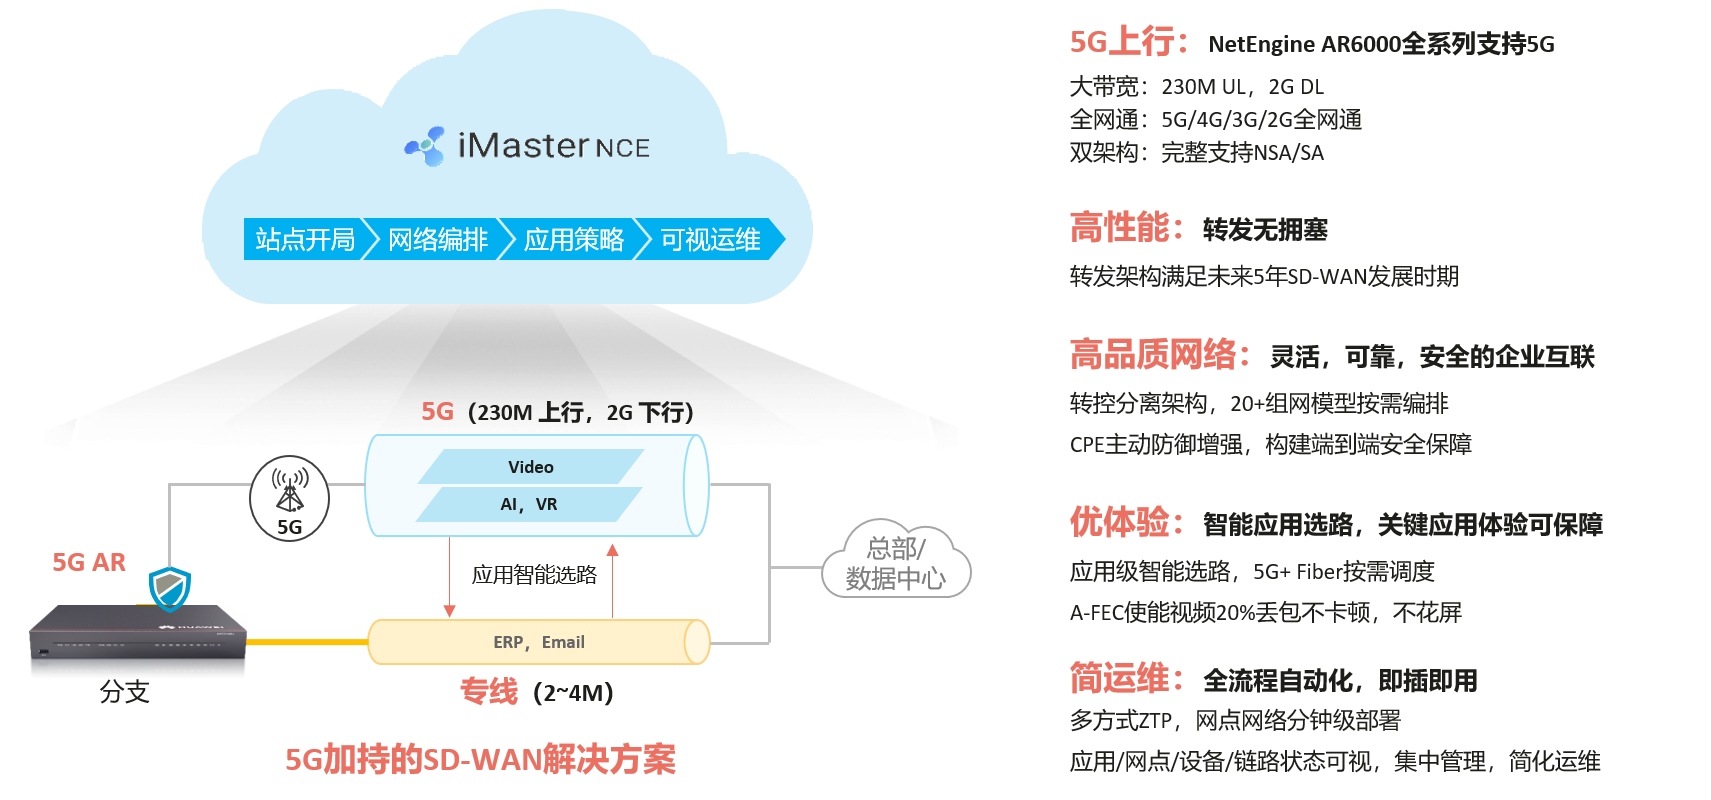 iMaster NCE
站点开局
网络编排
应用策略
可视运维
5G（230M 上行，2G 下行）
Video
AI，VR
5G
5G AR
应用智能选路
总部/
数据中心
HUAWEI
ERP，Email
分支
专线（2~4M）
5G加持的SD-WAN解决方案
5G上行：NetEngine AR6000全系列支持5G
大带宽：230M UL，2G DL
全网通：5G/4G/3G/2G全网通
双架构：完整支持NSA/SA
高性能：转发无拥塞
转发架构满足未来5年SD-WAN发展时期
高品质网络：灵活，可靠，安全的企业互联
转控分离架构，20+组网模型按需编排
CPE主动防御增强，构建端到端安全保障
优体验：智能应用选路，关键应用体验可保障
应用级智能选路，5G+ Fiber按需调度
A-FEC使能视频20%丢包不卡顿，不花屏
简运维：全流程自动化，即插即用
多方式ZTP，网点网络分钟级部署
应用/网点/设备/链路状态可视，集中管理，简化运维